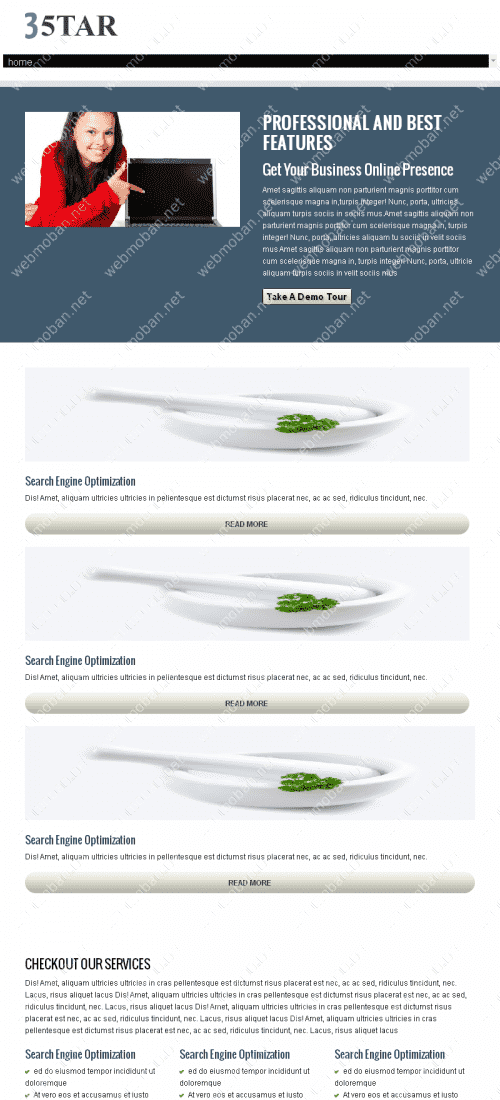 35TAR
home
PROFESSIONAL AND BEST
FEATURES
Get Your Business Online Presence
Amet sagittis aliquam non parturient magnis porttitor cum
scelerisque magna in,turpis integer! Nunc, porta, ultricies
aliquam turpis sociis in sociis mus Amet sagittis aliquam non
parturient magnis porttitor cum scelerisque magna in, turpis
integer! Nunc, porta, ultricies aliquam tu sociis in velit sociis
mus Amet sagittis aliquam non parturient magnis porttitor
cum scelerisque magna in, turpis integer! Nunc, porta, ultricie
aliquam turpis sociis in velit sociis mus
Take A Demo Tour
Search Engine Optimization
Dis! Amet, aliquam ultricies ultricies in pellentesque est dictumst risus placerat nec, ac ac sed, ridiculus tincidunt, nec.
READ MORE
Search Engine Optimization
Dis! Amet, aliquam ultricies ultricies in pellentesque est dictumst risus placerat nec, ac ac sed, ridiculus tincidunt, nec.
READ MORE
Search Engine Optimization
Dis! Amet, aliquam ultricies ultricies in pellentesque est dictumst risus placerat nec, ac ac sed, ridiculus tincidunt, nec.
READ MORE
CHECKOUT OUR SERVICES
Dis! Amet, aliquam ultricies ultricies in cras pellentesque est dictumst risus placerat est nec, ac ac sed, ridiculus tincidunt, nec.
Lacus, risus aliquet lacus Dis! Amet, aliquam ultricies ultricies in cras pellentesque est dictumst risus placerat est nec, ac ac sed,
ridiculus tincidunt, nec. Lacus, risus aliquet lacus Dis! Amet, aliquam ultricies ultricies in cras pellentesque est dictumst risus
placerat est nec, ac ac sed, ridiculus tincidunt, nec. Lacus, risus aliquet lacus Dis! Amet, aliquam ultricies ultricies in cras
pellentesque est dictumst risus placerat est nec, ac ac sed, ridiculus tincidunt, nec. Lacus, risus aliquet lacus
Search Engine Optimization
ed do eiusmod tempor incididunt ut
doloremque
At vero eos et accusamus et iusto
Search Engine Optimization
ed do eiusmod tempor incididunt ut
doloremque
At vero eos et accusamus et iusto
Search Engine Optimization
ed do eiusmod tempor incididunt ut
doloremque
At vero eos et accusamus et iusto
webmoban.net